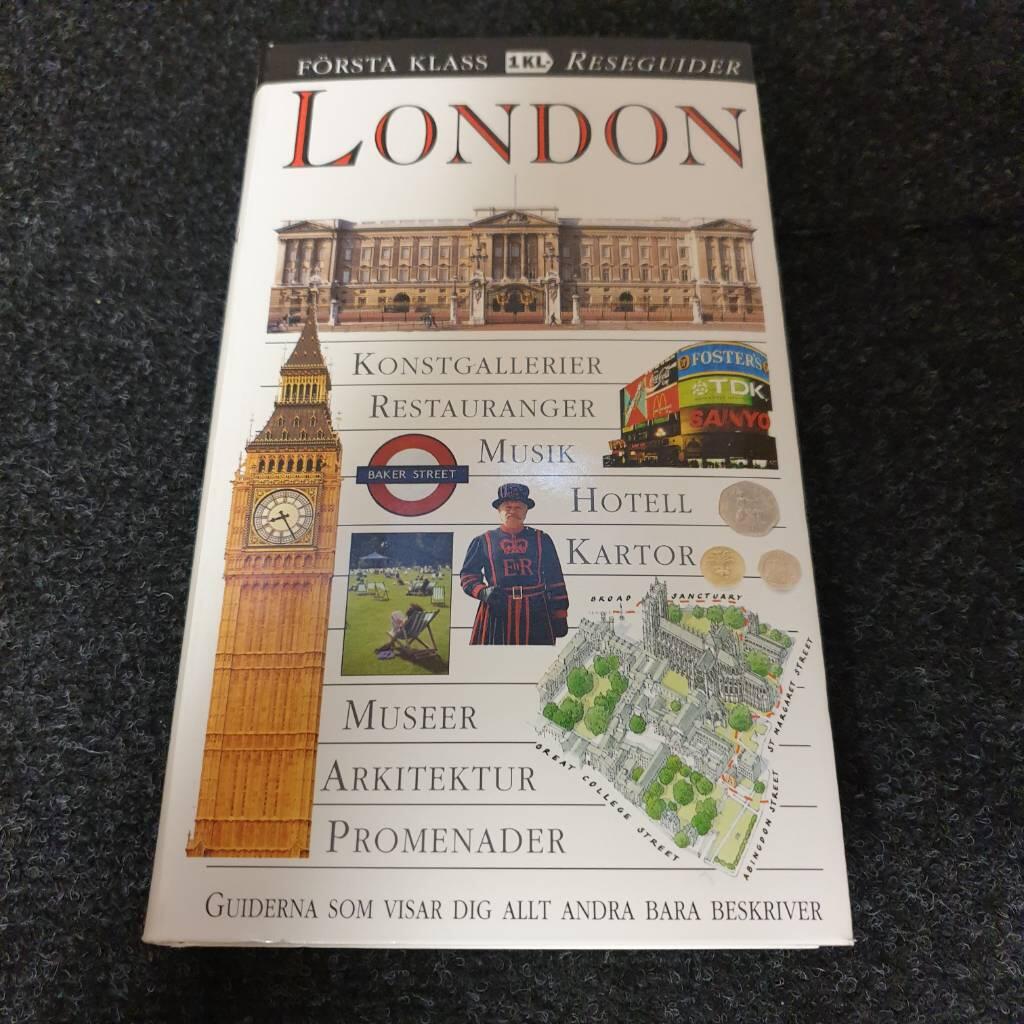 FÖRSTA KLASS 1KL RESEGUIDER
LONDON
KONSTGALLERIER
RESTAURANGER
MUSIK
HOTELL
KARTOR
FOSTER'S
TDK
SANYO
BAKER STREET
EIIR
BROAD SANCTUARY
ST MARGARET STREET
GREAT COLLEGE STREET
ABINGDON STREET
MUSEER
ARKITEKTUR
PROMENADER
GUIDERNA SOM VISAR DIG ALLT ANDRA BARA BESKRIVER